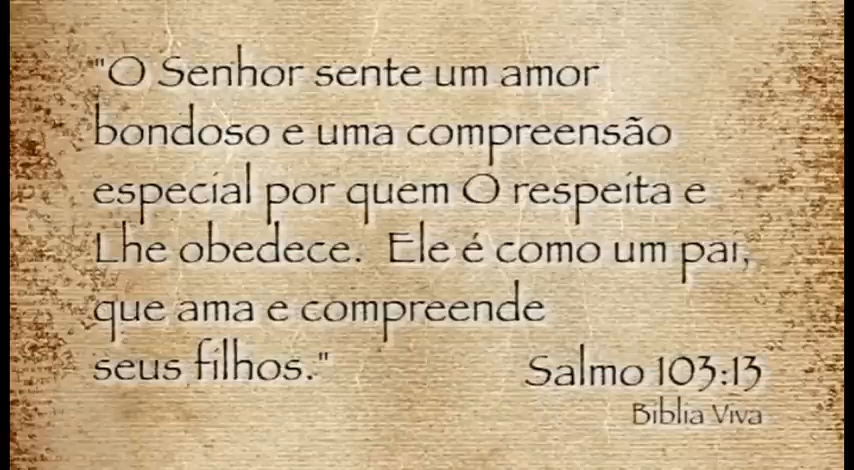 "O Senhor sente um amor
bondoso e uma compreensão
especial por quem O respeita e
Lhe obedece.  Ele é como um pai,
que ama e compreende
seus filhos."
Salmo 103:13
Biblia Viva